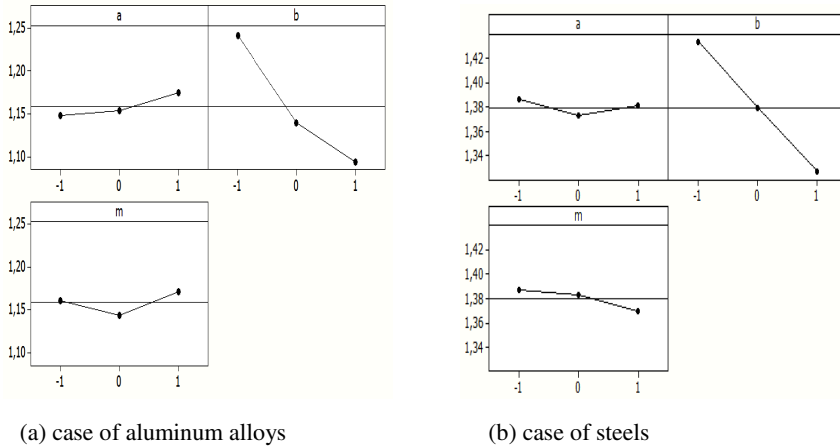 a b
1,25
1,20
1,15
1,10
-1 0 1 -1 0 1
m
1,25
1,20
1,15
1,10
-1 0 1
a b
1,42
1,40
1,38
1,36
1,34
-1 0 1 -1 0 1
m
1,42
1,40
1,38
1,36
1,34
-1 0 1
(a) case of aluminum alloys
(b) case of steels